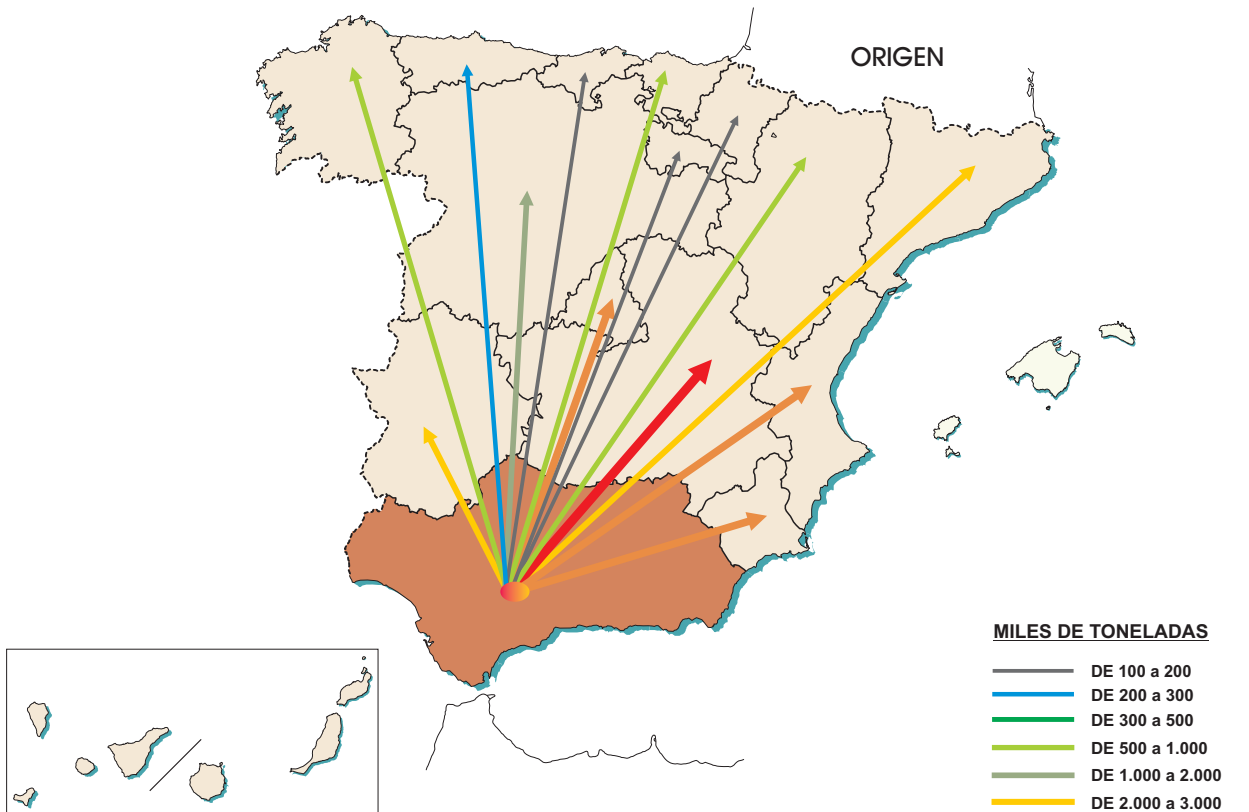 ORIGEN
MILES DE TONELADAS
DE 100 a 200
DE 200 a 300
DE 300 a 500
DE 500 a 1.000
DE 1.000 a 2.000
DE 2.000 a 3.000